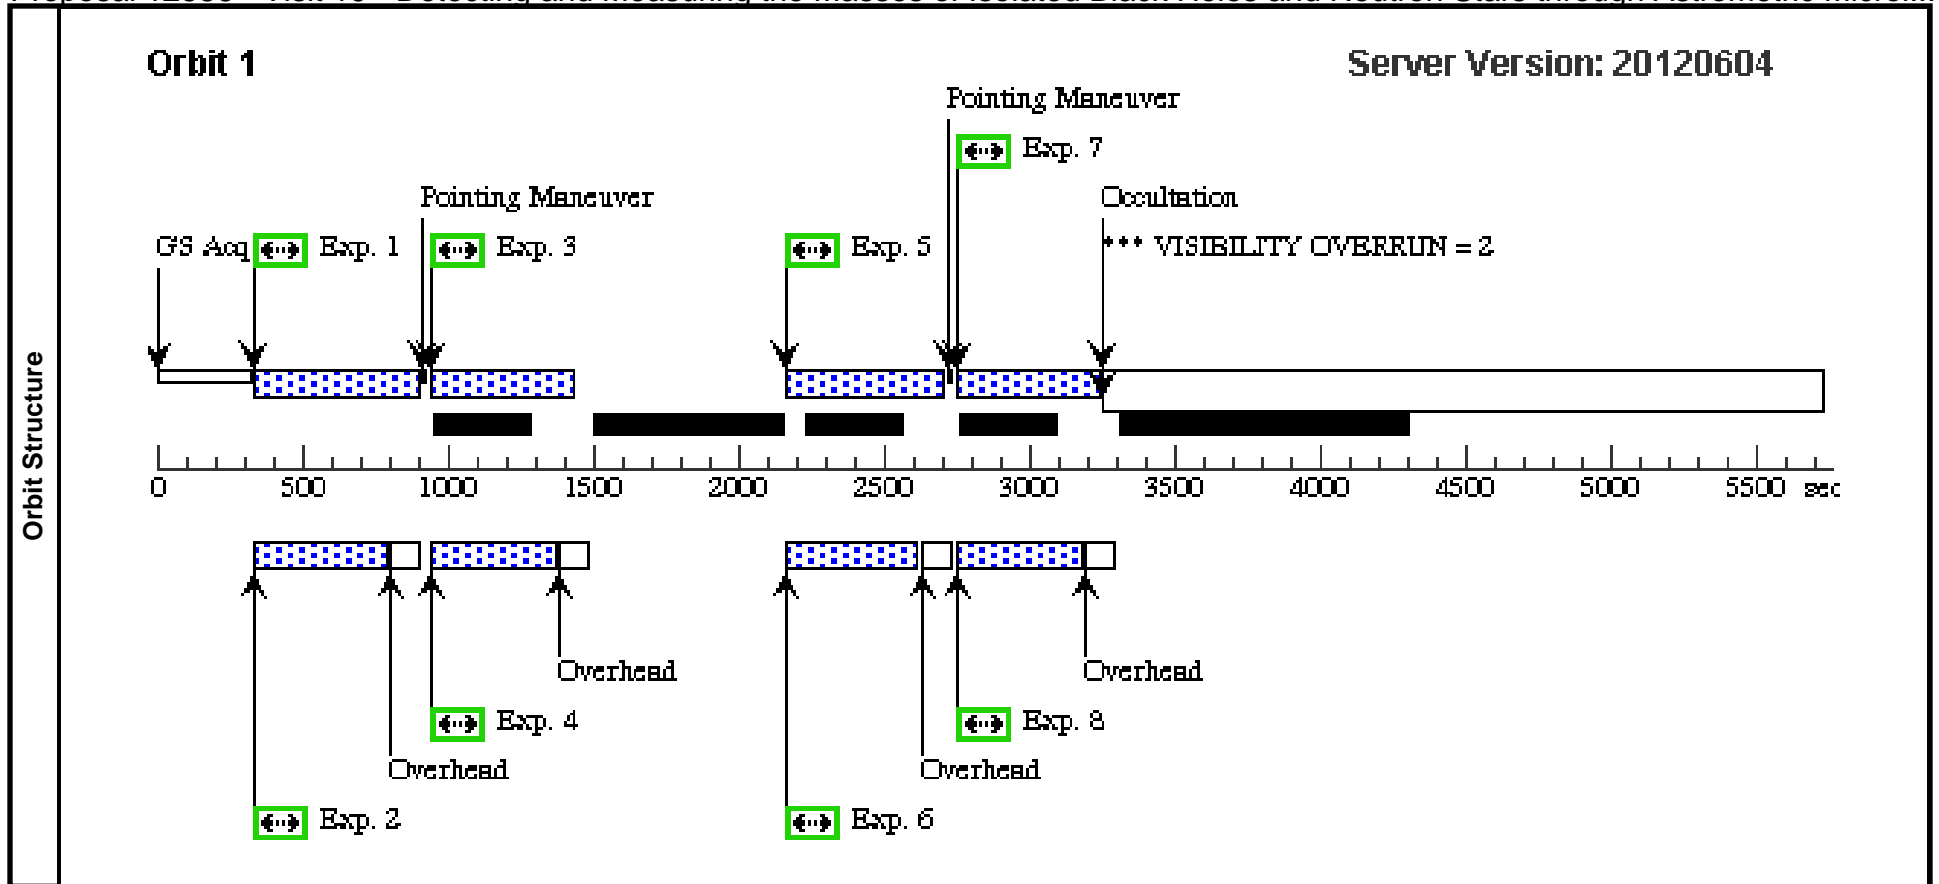 Orbit 1
Server Version: 20120604
Pointing Maneuver
Exp. 7
Pointing Maneuver
Occultation
GS Acq
Exp. 1
Exp. 3
Exp. 5
*** VISIBILITY OVERRUN = 2
Orbit Structure
0 500 1000 1500 2000 2500 3000 3500 4000 4500 5000 5500 sec
Overhead
Overhead
Exp. 4
Exp. 8
Overhead
Overhead
Exp. 2
Exp. 6